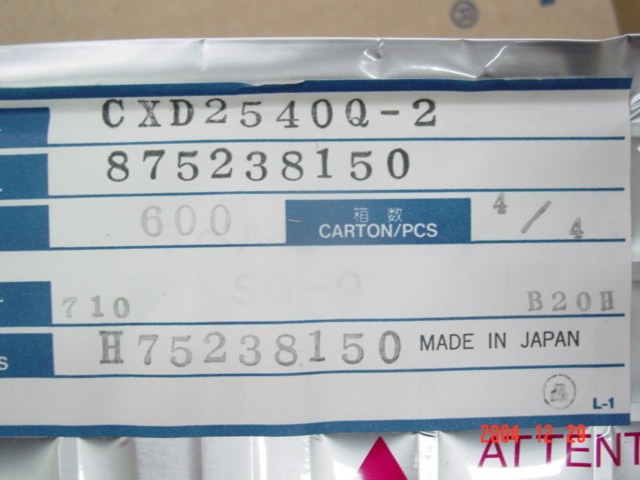 CXD2540Q-2
875238150
600 箱数 CARTON/PCS 4/4
710 B20H
H75238150 MADE IN JAPAN
L-1
2004 12 28
ATTENT